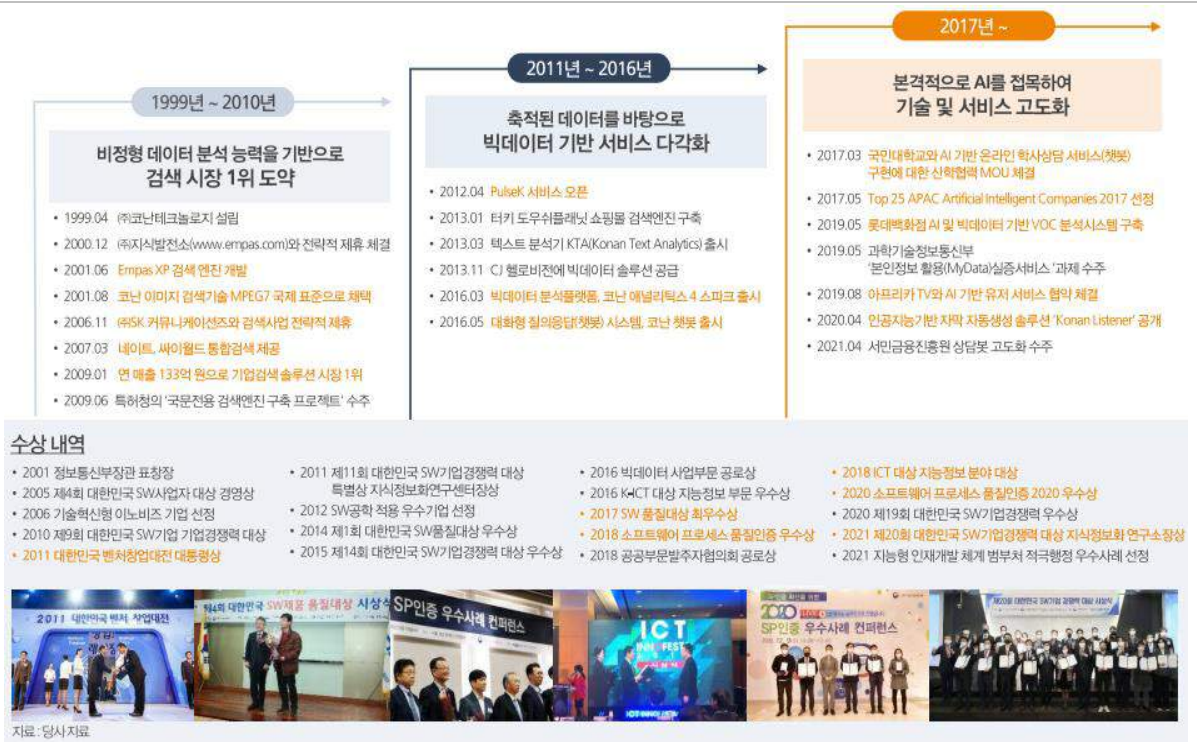 1999년 ~ 2010년
비정형 데이터 분석 능력을 기반으로
검색 시장 1위 도약
• 1999.04 ㈜코난테크놀로지 설립
• 2000.12 ㈜지식발전소(www.empas.com)와 전략적 제휴 체결
• 2001.06 Empas XP 검색 엔진 개발
• 2001.08 코난 이미지 검색기술 MPEG7 국제 표준으로 채택
• 2006.11 ㈜SK 커뮤니케이션즈와 검색사업 전략적 제휴
• 2007.03 네이트, 싸이월드 통합검색 제공
• 2009.01 연 매출 133억 원으로 기업검색 솔루션 시장 1위
• 2009.06 특허청의 '국문전용 검색엔진 구축 프로젝트' 수주
2011년 ~ 2016년
축적된 데이터를 바탕으로
빅데이터 기반 서비스 다각화
• 2012.04 PulseK 서비스 오픈
• 2013.01 터키 도우쉬플래닛 쇼핑몰 검색엔진 구축
• 2013.03 텍스트 분석기 KTA(Konan Text Analytics) 출시
• 2013.11 CJ 헬로비전에 빅데이터 솔루션 공급
• 2016.03 빅데이터 분석플랫폼, 코난 애널리틱스 4 스파크 출시
• 2016.05 대화형 질의응답(챗봇) 시스템, 코난 챗봇 출시
2017년 ~
본격적으로 AI를 접목하여
기술 및 서비스 고도화
• 2017.03 국민대학교와 AI 기반 온라인 학사상담 서비스(챗봇)
구현에 대한 산학협력 MOU 체결
• 2017.05 Top 25 APAC Artificial Intelligent Companies 2017 선정
• 2019.05 롯데백화점 AI 및 빅데이터 기반 VOC 분석시스템 구축
• 2019.05 과학기술정보통신부
'본인정보 활용(MyData)실증서비스 '과제 수주
• 2019.08 아프리카 TV와 AI 기반 유저 서비스 협약 체결
• 2020.04 인공지능기반 자막 자동생성 솔루션 'Konan Listener' 공개
• 2021.04 서민금융진흥원 상담봇 고도화 수주
수상 내역
• 2001 정보통신부장관 표창장
• 2005 제4회 대한민국 SW사업자 대상 경영상
• 2006 기술혁신형 이노비즈 기업 선정
• 2010 제9회 대한민국 SW기업 기업경쟁력 대상
• 2011 대한민국 벤처창업대전 대통령상
• 2011 제11회 대한민국 SW기업경쟁력 대상
특별상 지식정보화연구센터장상
• 2012 SW공학 적용 우수기업 선정
• 2014 제1회 대한민국 SW품질대상 우수상
• 2015 제14회 대한민국 SW기업경쟁력 대상 우수상
• 2016 빅데이터 사업부문 공로상
• 2016 K-ICT 대상 지능정보 부문 우수상
• 2017 SW 품질대상 최우수상
• 2018 소프트웨어 프로세스 품질인증 우수상
• 2018 공공부문발주자협의회 공로상
• 2018 ICT 대상 지능정보 분야 대상
• 2020 소프트웨어 프로세스 품질인증 2020 우수상
• 2020 제19회 대한민국 SW기업경쟁력 우수상
• 2021 제20회 대한민국 SW기업경쟁력 대상 지식정보화 연구소장상
• 2021 지능형 인재개발 체계 범부처 적극행정 우수사례 선정
2011 대한민국 벤처 창업대전
제4회 대한민국 SW제품 품질대상 시상식
SP인증 우수사례 컨퍼런스
ICT
시상식
2020
SP인증 우수사례 컨퍼런스
제20회 대한민국 SW기업 경쟁력 대상 시상식
자료 : 당사 자료